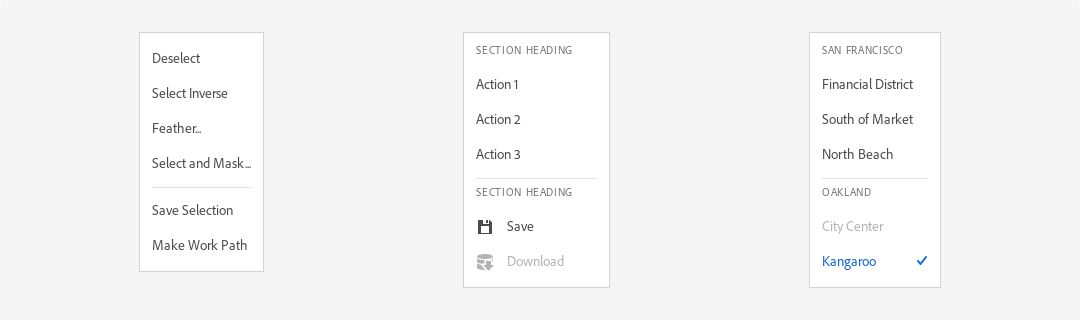 Deselect
Select Inverse
Feather...
Select and Mask...
Save Selection
Make Work Path
SECTION HEADING
Action 1
Action 2
Action 3
SECTION HEADING
Save
Download
SAN FRANCISCO
Financial District
South of Market
North Beach
OAKLAND
City Center
Kangaroo